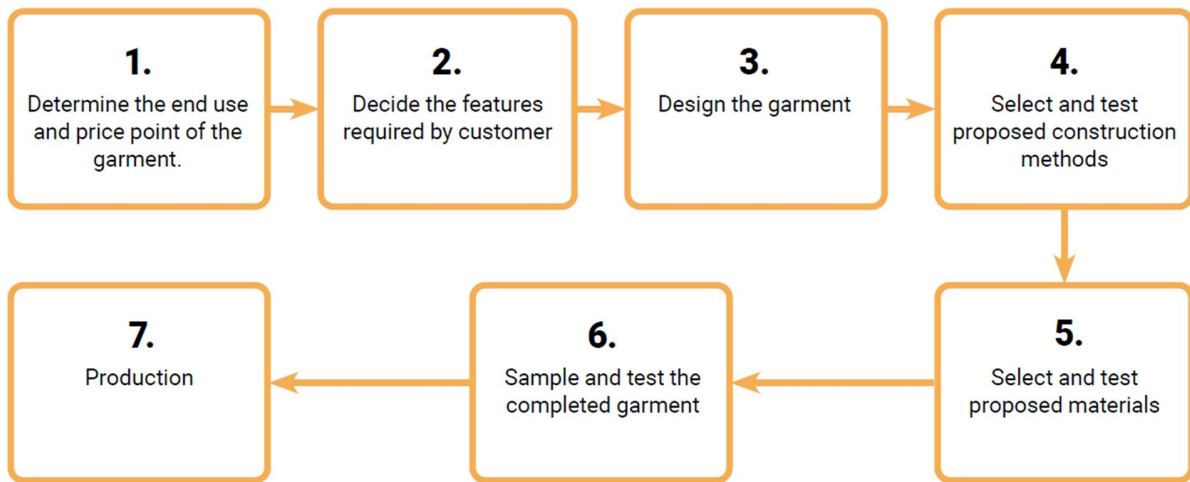 1.
Determine the end use
and price point of the
garment.
2.
Decide the features
required by customer
3.
Design the garment
4.
Select and test
proposed construction
methods
5.
Select and test
proposed materials
6.
Sample and test the
completed garment
7.
Production